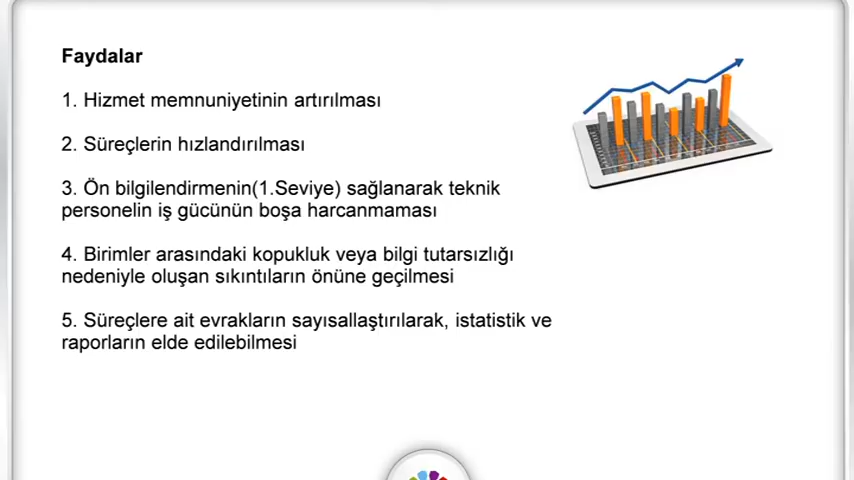 Faydalar
1. Hizmet memnuniyetinin artırılması
2. Süreçlerin hızlandırılması
3. Ön bilgilendirmenin(1.Seviye) sağlanarak teknik
personelin iş gücünün boşa harcanmaması
4. Birimler arasındaki kopukluk veya bilgi tutarsızlığı
nedeniyle oluşan sıkıntıların önüne geçilmesi
5. Süreçlere ait evrakların sayısallaştırılarak, istatistik ve
raporların elde edilebilmesi